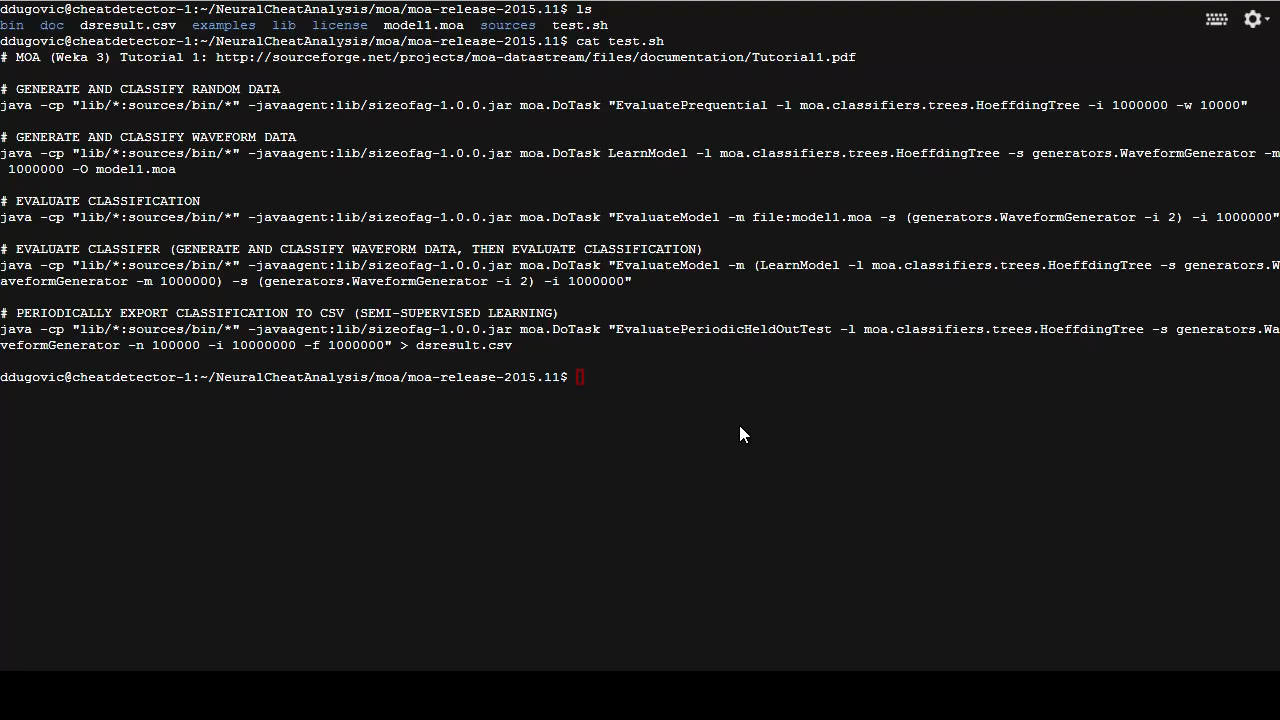 ddugovic@cheatdetector-1:~/NeuralCheatAnalysis/moa/moa-release-2015.11$ ls
bin  doc  dsresult.csv  examples  lib  license  model1.moa  sources  test.sh
ddugovic@cheatdetector-1:~/NeuralCheatAnalysis/moa/moa-release-2015.11$ cat test.sh
# MOA (Weka 3) Tutorial 1: http://sourceforge.net/projects/moa-datastream/files/documentation/Tutorial1.pdf
# GENERATE AND CLASSIFY RANDOM DATA
java -cp "lib/*:sources/bin/*" -javaagent:lib/sizeofag-1.0.0.jar moa.DoTask "EvaluatePrequential -l moa.classifiers.trees.HoeffdingTree -i 1000000 -w 10000"
# GENERATE AND CLASSIFY WAVEFORM DATA
java -cp "lib/*:sources/bin/*" -javaagent:lib/sizeofag-1.0.0.jar moa.DoTask LearnModel -l moa.classifiers.trees.HoeffdingTree -s generators.WaveformGenerator -m
 1000000 -O model1.moa
# EVALUATE CLASSIFICATION
java -cp "lib/*:sources/bin/*" -javaagent:lib/sizeofag-1.0.0.jar moa.DoTask "EvaluateModel -m file:model1.moa -s (generators.WaveformGenerator -i 2) -i 1000000"
# EVALUATE CLASSIFER (GENERATE AND CLASSIFY WAVEFORM DATA, THEN EVALUATE CLASSIFICATION)
java -cp "lib/*:sources/bin/*" -javaagent:lib/sizeofag-1.0.0.jar moa.DoTask "EvaluateModel -m (LearnModel -l moa.classifiers.trees.HoeffdingTree -s generators.W
aveformGenerator -m 1000000) -s (generators.WaveformGenerator -i 2) -i 1000000"
# PERIODICALLY EXPORT CLASSIFICATION TO CSV (SEMI-SUPERVISED LEARNING)
java -cp "lib/*:sources/bin/*" -javaagent:lib/sizeofag-1.0.0.jar moa.DoTask "EvaluatePeriodicHeldOutTest -l moa.classifiers.trees.HoeffdingTree -s generators.Wa
veformGenerator -n 100000 -i 10000000 -f 1000000" > dsresult.csv
ddugovic@cheatdetector-1:~/NeuralCheatAnalysis/moa/moa-release-2015.11$